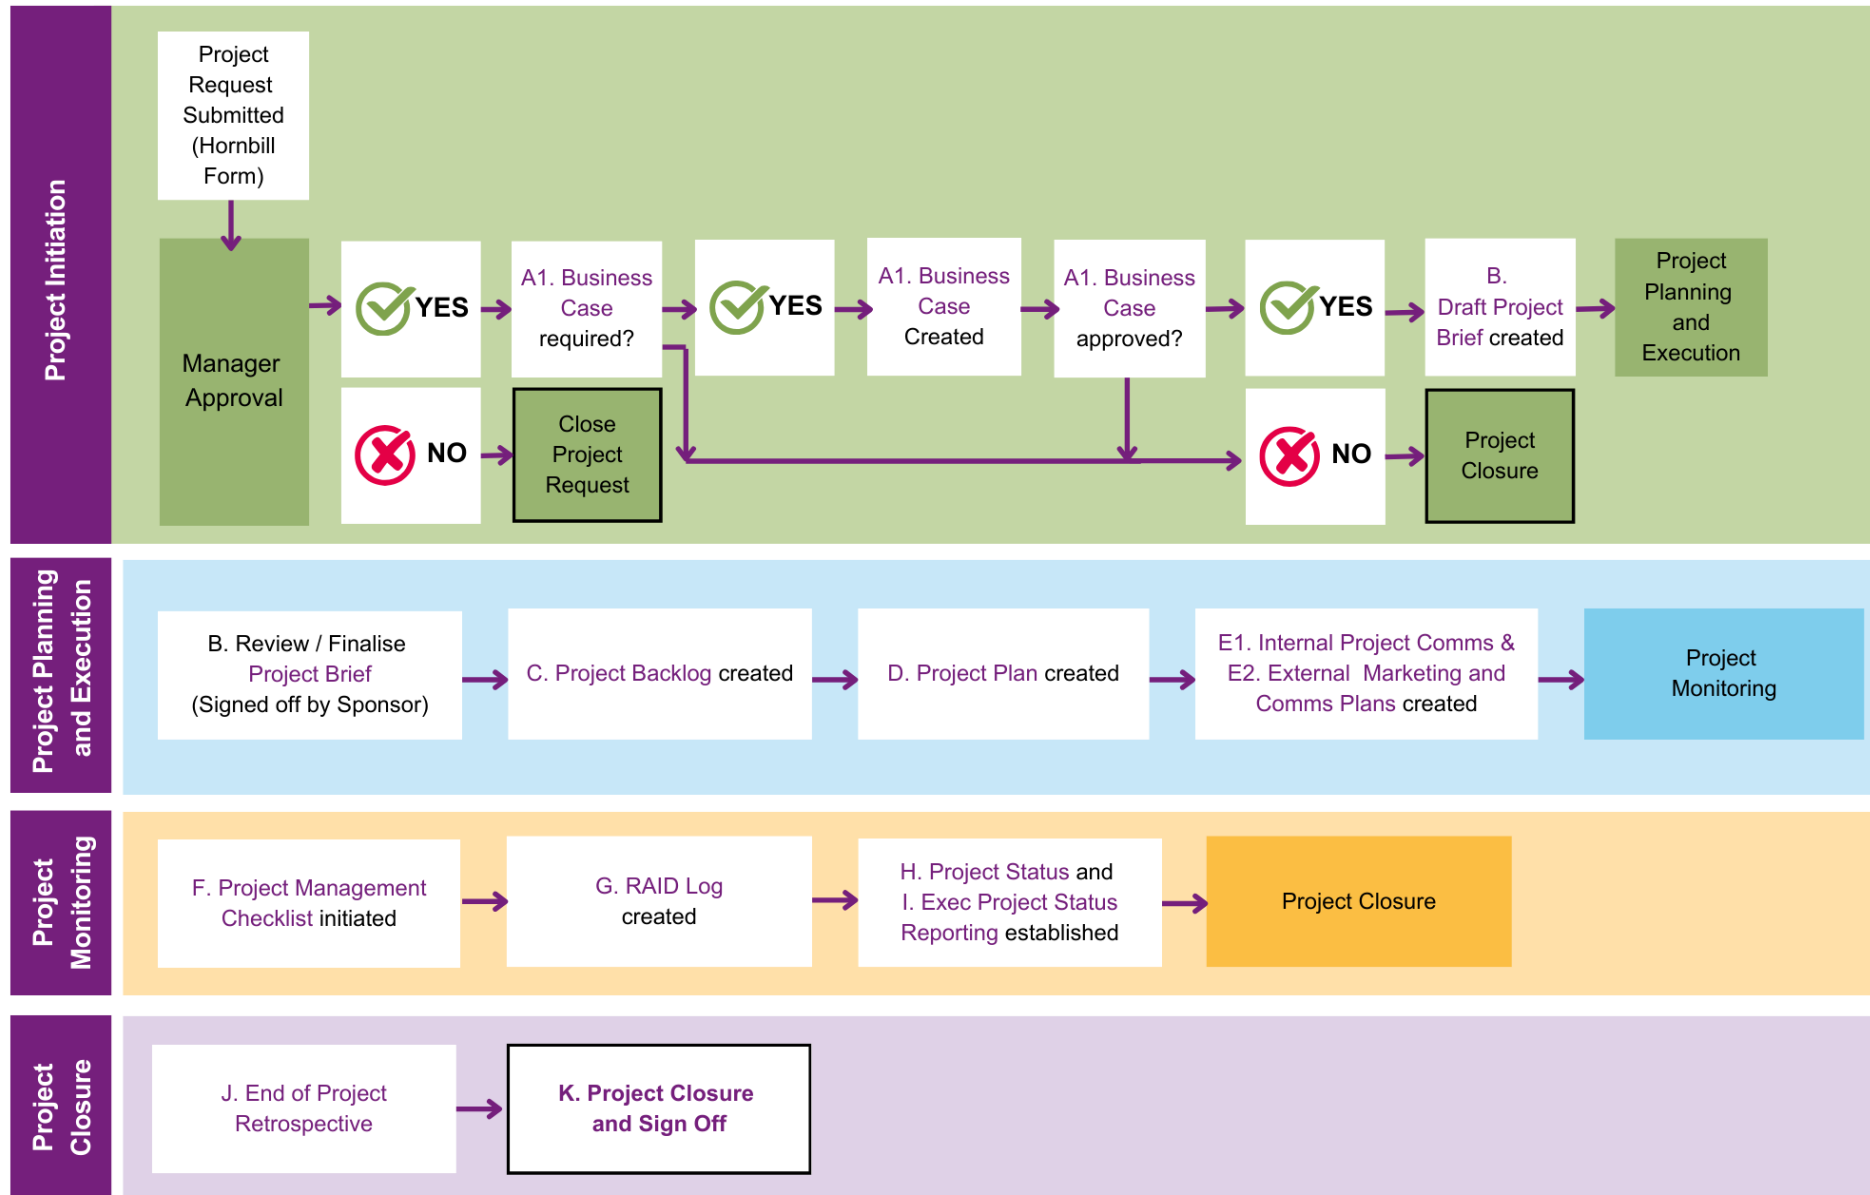 Project Initiation
Project
Request
Submitted
(Hornbill
Form)
Manager
Approval
YES
A1. Business
Case
required?
YES
A1. Business
Case
Created
A1. Business
Case
approved?
YES
B.
Draft Project
Brief created
Project
Planning
and
Execution
NO
Close
Project
Request
NO
Project
Closure
Project Planning
and Execution
B. Review / Finalise
Project Brief
(Signed off by Sponsor)
C. Project Backlog created
D. Project Plan created
E1. Internal Project Comms &
E2. External Marketing and
Comms Plans created
Project
Monitoring
Project
Monitoring
F. Project Management
Checklist initiated
G. RAID Log
created
H. Project Status and
I. Exec Project Status
Reporting established
Project Closure
Project
Closure
J. End of Project
Retrospective
K. Project Closure
and Sign Off